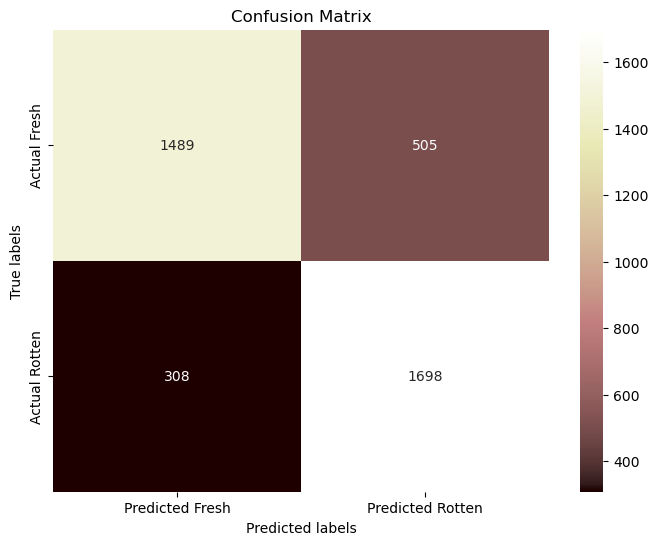 Confusion Matrix
Actual Fresh
Actual Rotten
True labels
1489
505
308
1698
Predicted Fresh
Predicted Rotten
Predicted labels
1600
1400
1200
1000
800
600
400